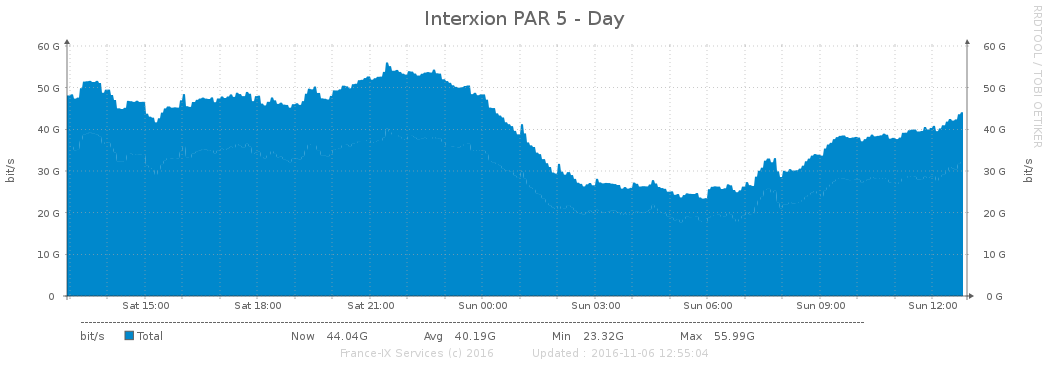 Interxion PAR 5 - Day
RRDTOOL / TOBI OETIKER
bit/s
60 G
50 G
40 G
30 G
20 G
10 G
0
60 G
50 G
40 G
30 G
20 G
10 G
0 G
bit/s
Sat 15:00 Sat 18:00 Sat 21:00 Sun 00:00 Sun 03:00 Sun 06:00 Sun 09:00 Sun 12:00
bit/s Total Now 44.04G Avg 40.19G Min 23.32G Max 55.99G
France-IX Services (c) 2016 Updated : 2016-11-06 12:55:04